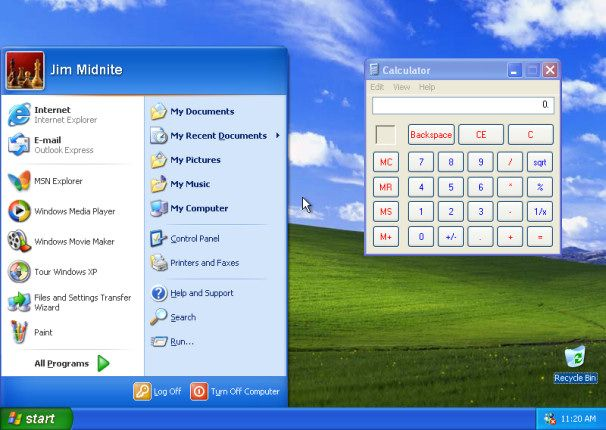 Jim Midnite
Internet
Internet Explorer
E-mail
Outlook Express
MSN Explorer
Windows Media Player
Windows Movie Maker
Tour Windows XP
Files and Settings Transfer
Wizard
Paint
All Programs
My Documents
My Recent Documents
My Pictures
My Music
My Computer
Control Panel
Printers and Faxes
Help and Support
Search
Run...
Log Off
Turn Off Computer
Calculator
Edit View Help
0.
Backspace CE C
MC 7 8 9 / sqrt
MR 4 5 6 * %
MS 1 2 3 - 1/x
M+ 0 +/- . + =
Recycle Bin
start
11:20 AM